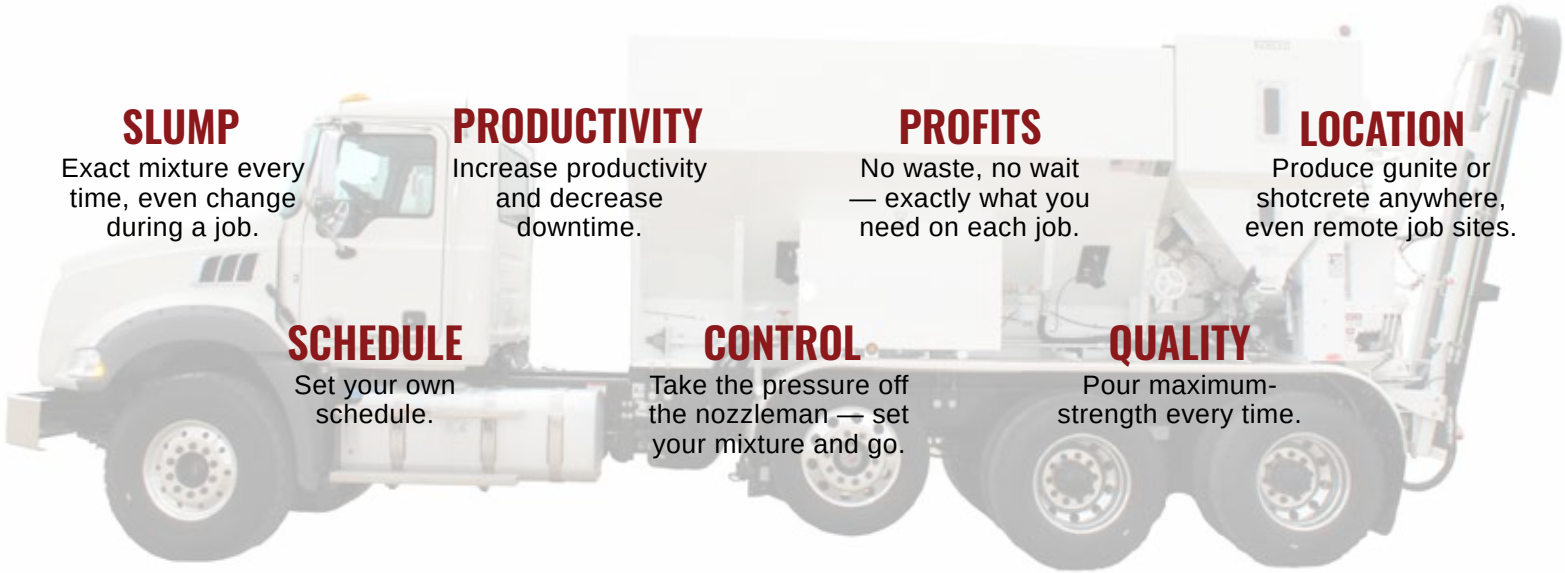 SLUMP
Exact mixture every
time, even change
during a job.
PRODUCTIVITY
Increase productivity
and decrease
downtime.
PROFITS
No waste, no wait
— exactly what you
need on each job.
LOCATION
Produce gunite or
shotcrete anywhere,
even remote job sites.
SCHEDULE
Set your own
schedule.
CONTROL
Take the pressure off
the nozzleman — set
your mixture and go.
QUALITY
Pour maximum-
strength every time.